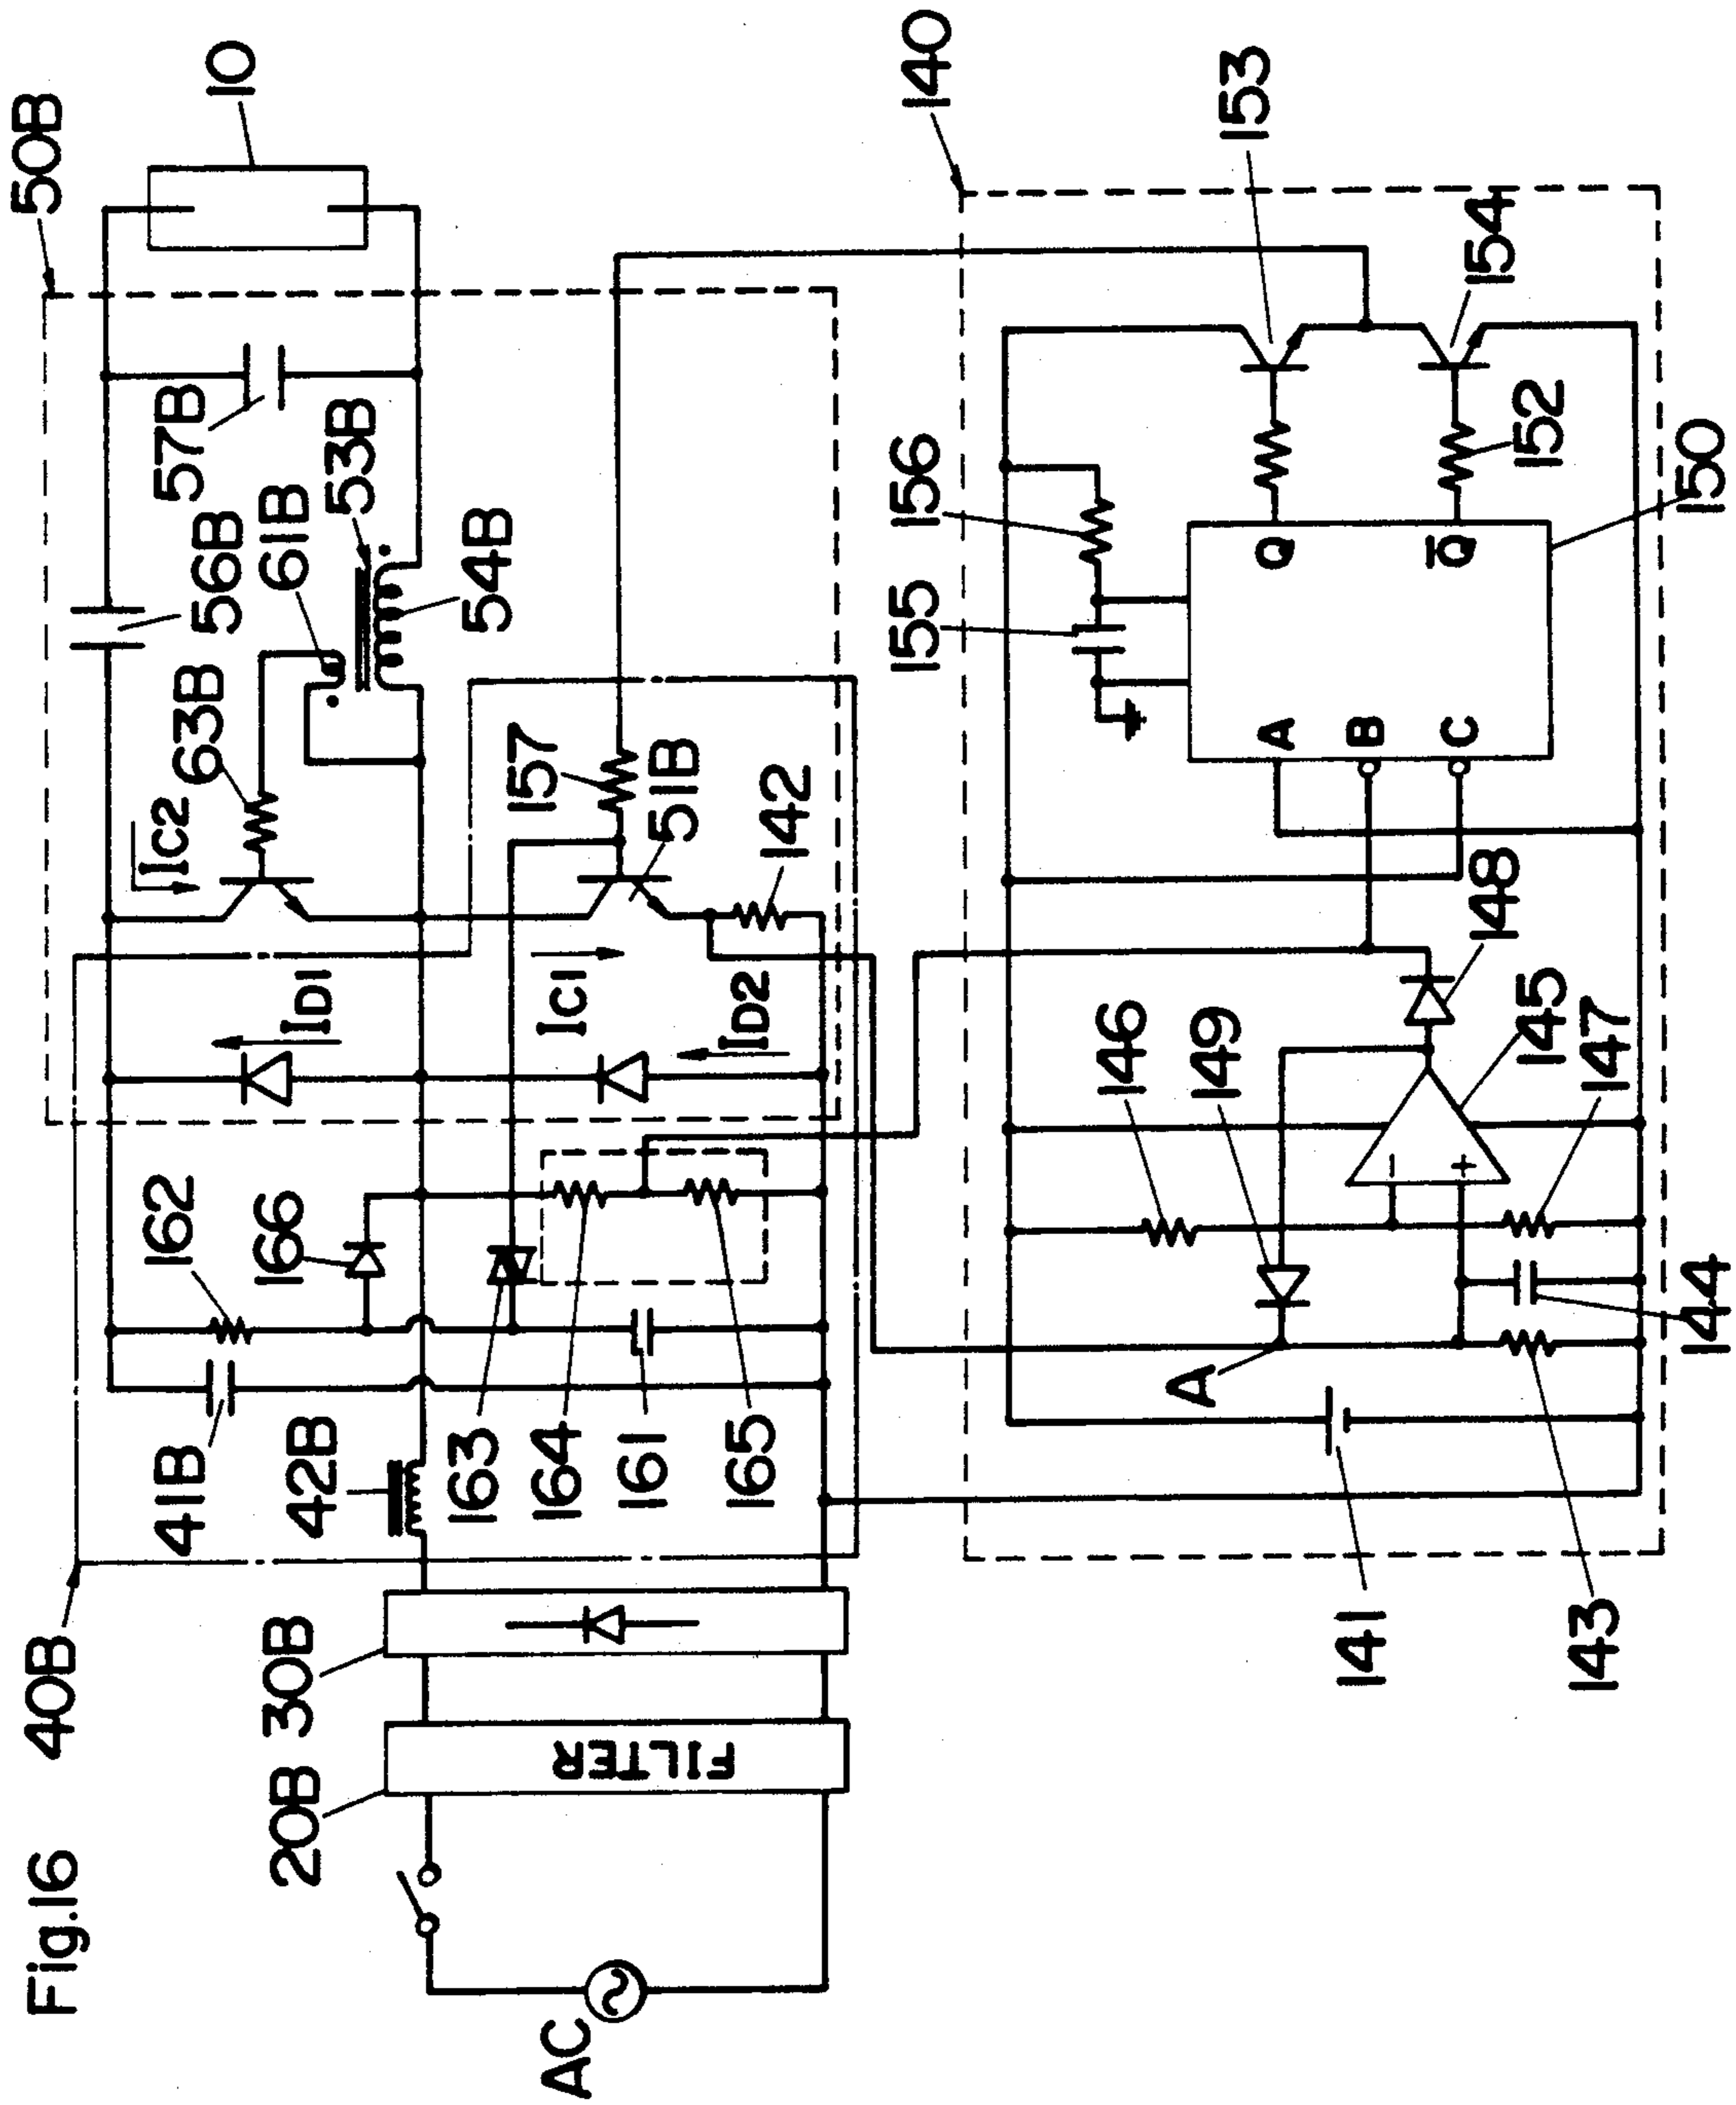 Fig.16
40B
50B
20B
30B
42B
41B
162
166
163
164
161
165
ID1
IC1
ID2
IC2
63B
61B
56B
57B
53B
54B
10
157
51B
142
AC
FILTER
140
141
143
A
144
146
149
145
147
148
155
156
153
154
152
150
A
B
C
Q
Q̅
−
+